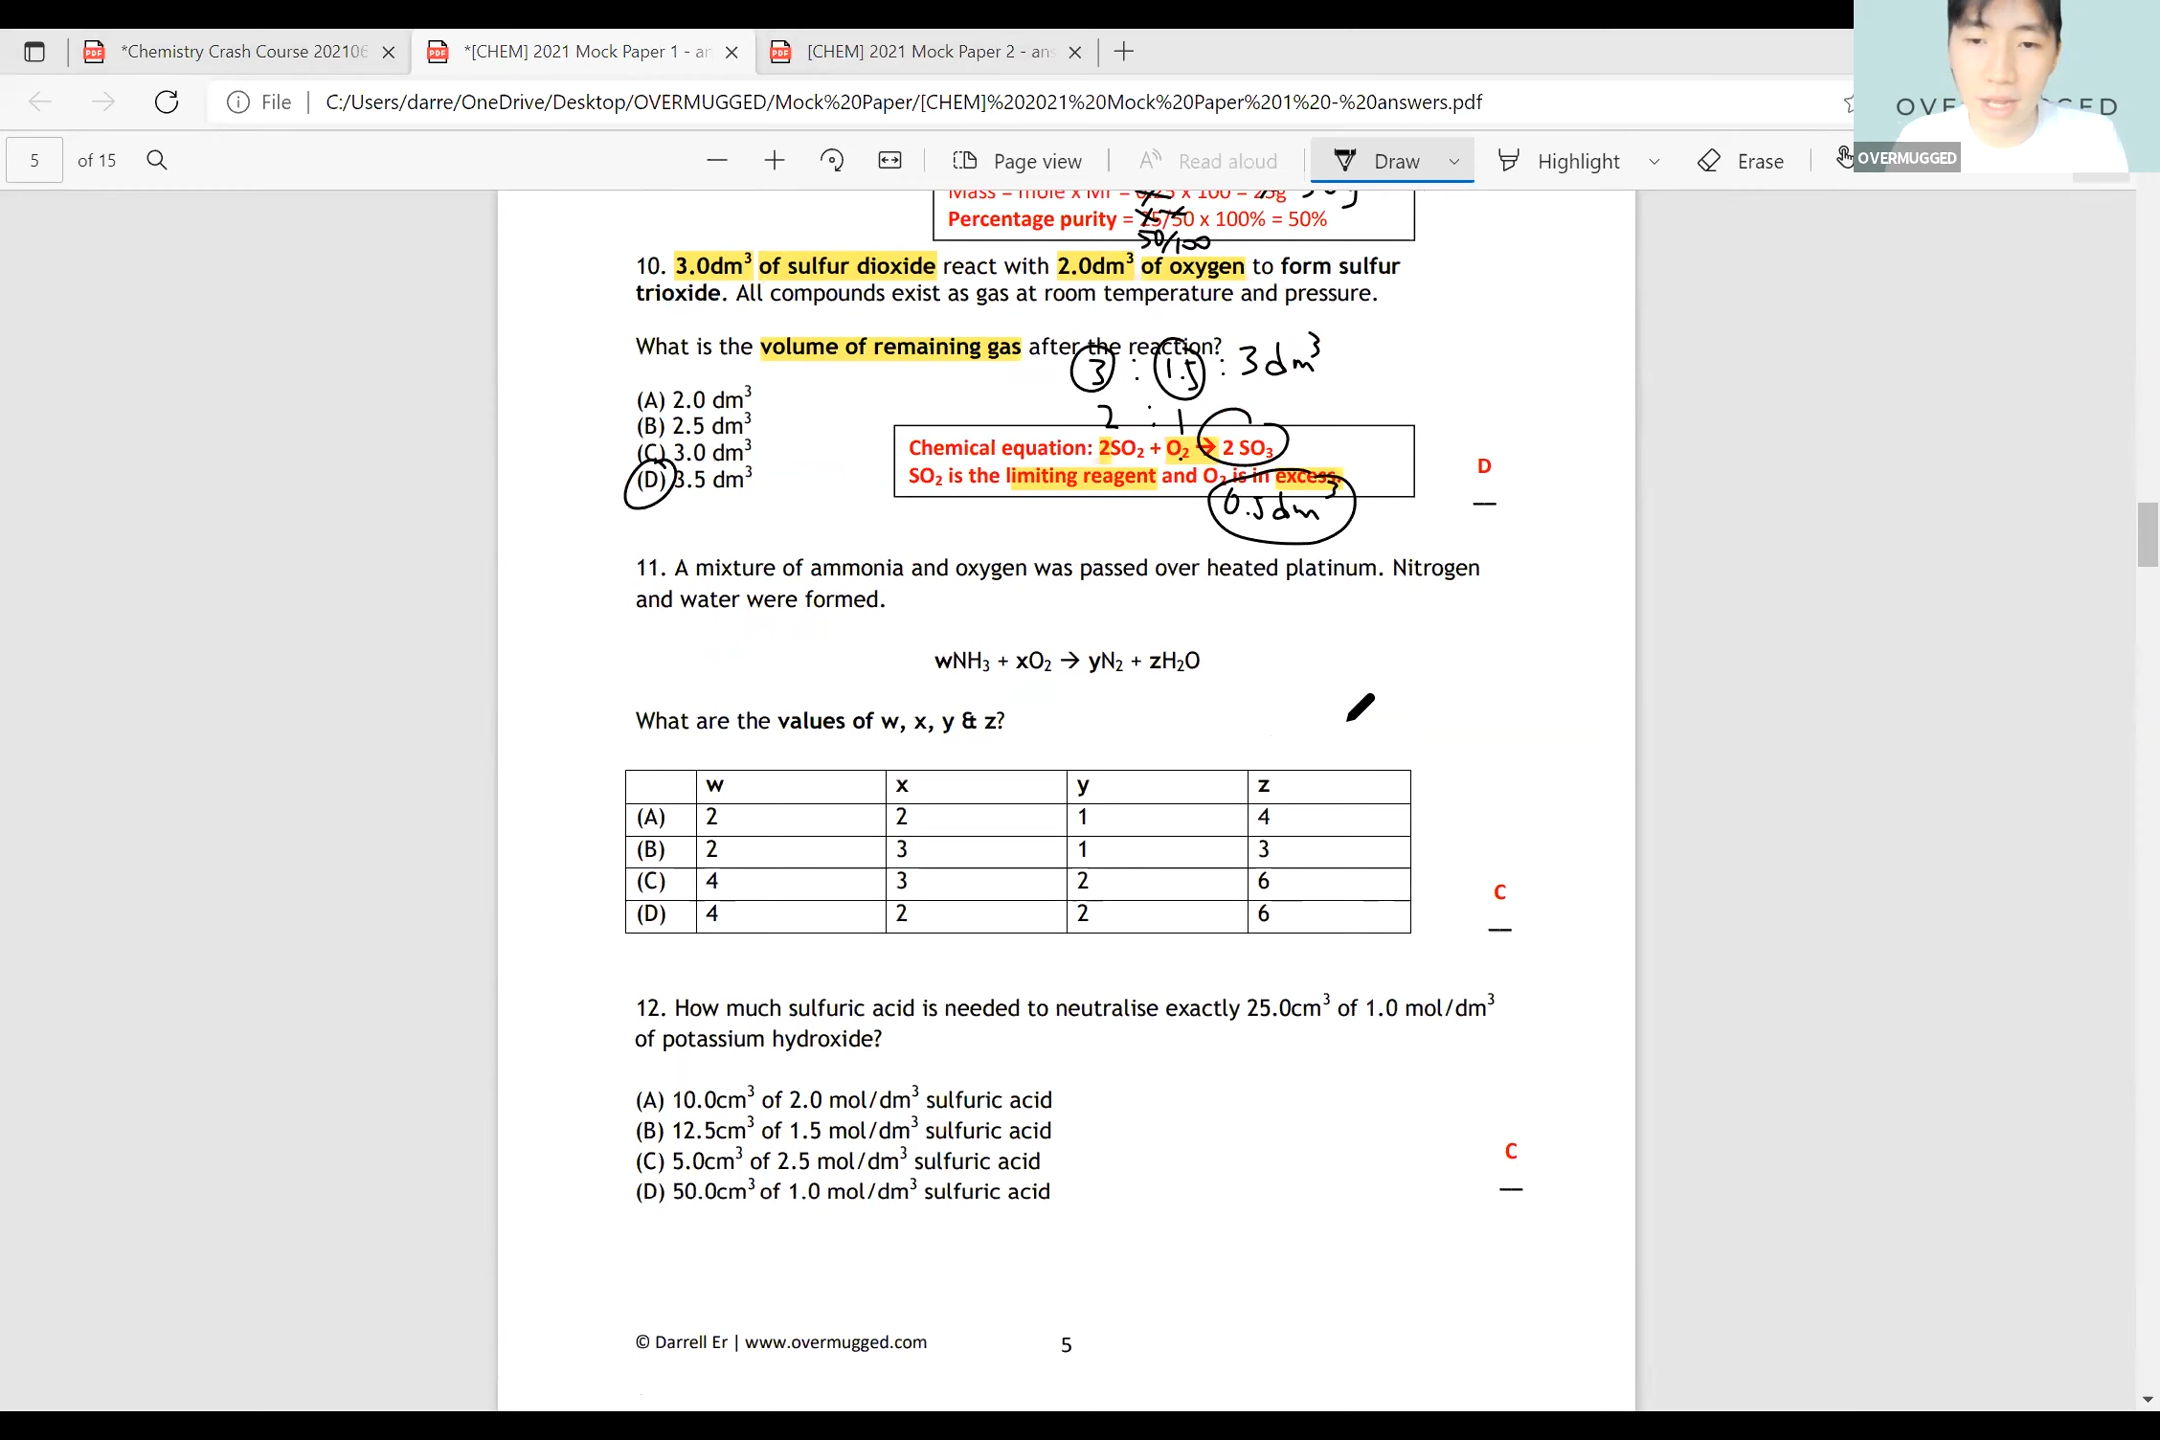 *Chemistry Crash Course 202106
*[CHEM] 2021 Mock Paper 1 - an
[CHEM] 2021 Mock Paper 2 - ans
File
C:/Users/darre/OneDrive/Desktop/OVERMUGGED/Mock%20Paper/[CHEM]%202021%20Mock%20Paper%201%20-%20answers.pdf
OVERMUGGED
5 of 15
Page view
Read aloud
Draw
Highlight
Erase
Percentage purity = 25/50 x 100% = 50%
50/100
10. 3.0dm³ of sulfur dioxide react with 2.0dm³ of oxygen to form sulfur
trioxide. All compounds exist as gas at room temperature and pressure.
What is the volume of remaining gas after the reaction?
3 : 1.5 : 3dm³
2 : 1
(A) 2.0 dm³
(B) 2.5 dm³
(C) 3.0 dm³
(D) 3.5 dm³
Chemical equation: 2SO₂ + O₂ → 2 SO₃
SO₂ is the limiting reagent and O₂ is in excess.
D
0.5dm³
11. A mixture of ammonia and oxygen was passed over heated platinum. Nitrogen
and water were formed.
wNH₃ + xO₂ → yN₂ + zH₂O
What are the values of w, x, y & z?
w x y z
(A) 2 2 1 4
(B) 2 3 1 3
(C) 4 3 2 6
(D) 4 2 2 6
C
12. How much sulfuric acid is needed to neutralise exactly 25.0cm³ of 1.0 mol/dm³
of potassium hydroxide?
(A) 10.0cm³ of 2.0 mol/dm³ sulfuric acid
(B) 12.5cm³ of 1.5 mol/dm³ sulfuric acid
(C) 5.0cm³ of 2.5 mol/dm³ sulfuric acid
(D) 50.0cm³ of 1.0 mol/dm³ sulfuric acid
C
© Darrell Er | www.overmugged.com
5